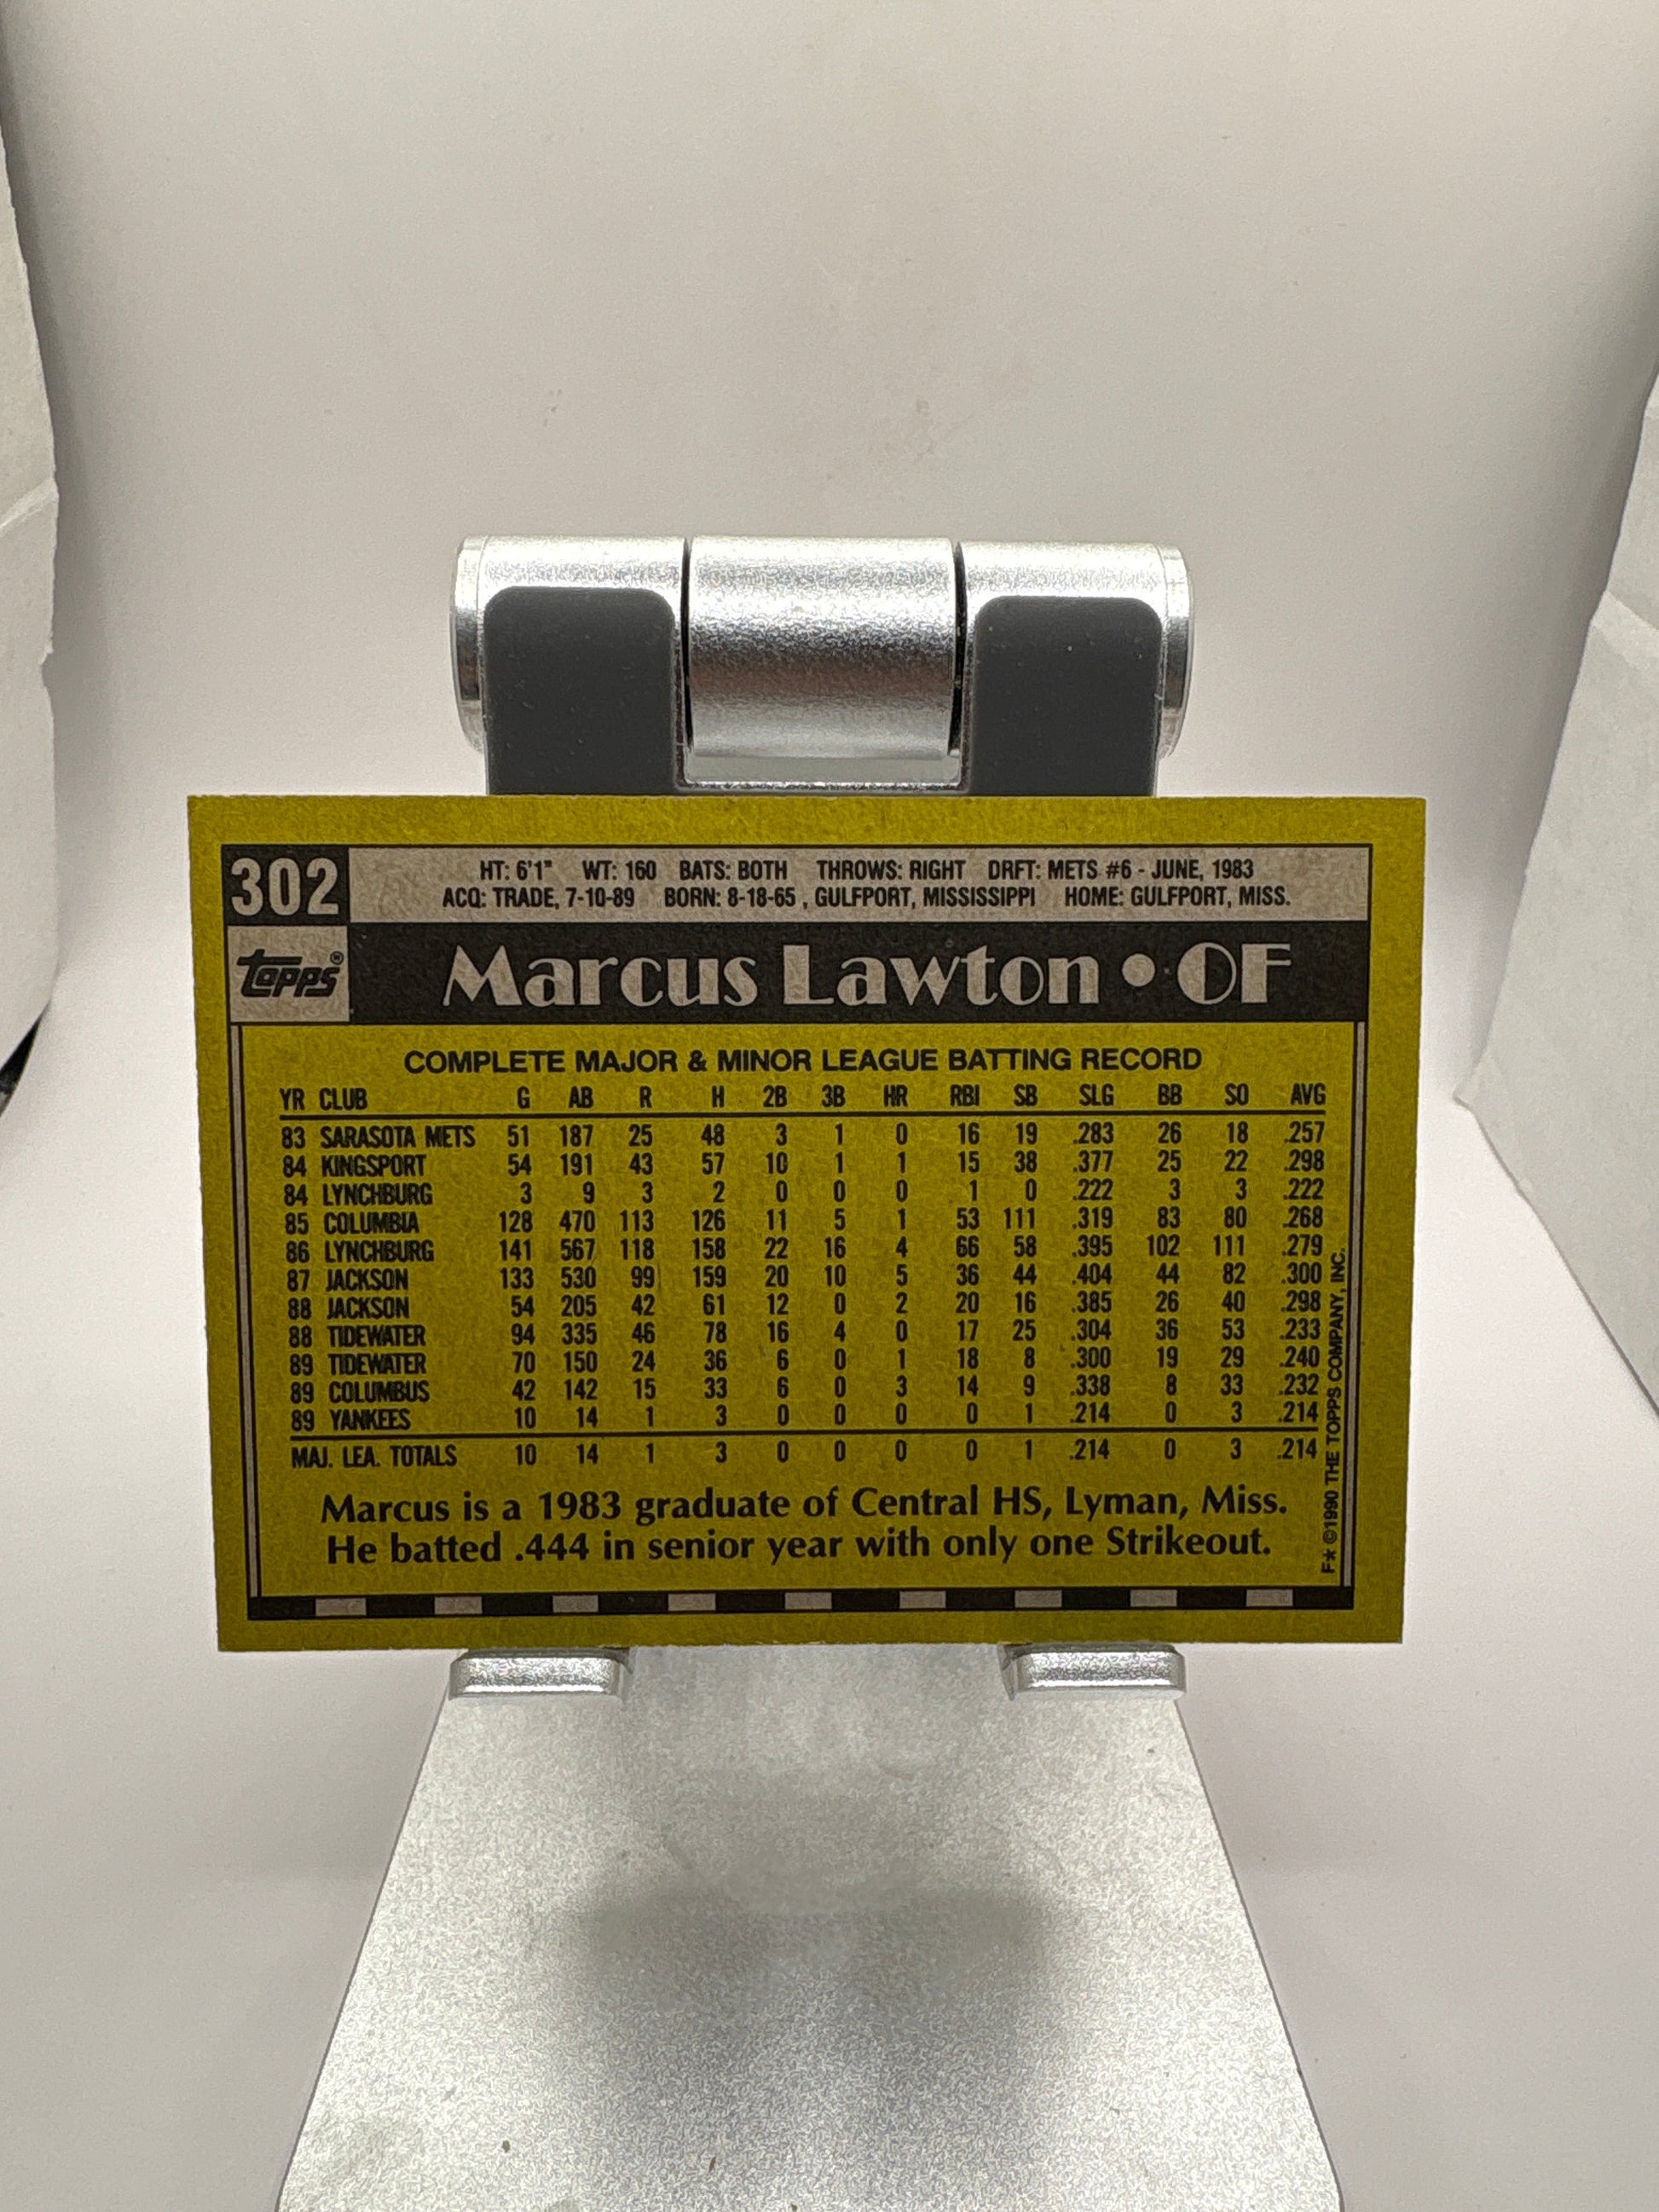 302
HT: 6'1" WT: 160 BATS: BOTH THROWS: RIGHT DRFT: METS #6 - JUNE, 1983
ACQ: TRADE, 7-10-89 BORN: 8-18-65 , GULFPORT, MISSISSIPPI HOME: GULFPORT, MISS.
Topps®
Marcus Lawton • OF
COMPLETE MAJOR & MINOR LEAGUE BATTING RECORD
YR CLUB G AB R H 2B 3B HR RBI SB SLG BB SO AVG
83 SARASOTA METS 51 187 25 48 3 1 0 16 19 .283 26 18 .257
84 KINGSPORT 54 191 43 57 10 1 1 15 38 .377 25 22 .298
84 LYNCHBURG 3 9 3 2 0 0 0 1 0 .222 3 3 .222
85 COLUMBIA 128 470 113 126 11 5 1 53 111 .319 83 80 .268
86 LYNCHBURG 141 567 118 158 22 16 4 66 58 .395 102 111 .279
87 JACKSON 133 530 99 159 20 10 5 36 44 .404 44 82 .300
88 JACKSON 54 205 42 61 12 0 2 20 16 .385 26 40 .298
88 TIDEWATER 94 335 46 78 16 4 0 17 25 .304 36 53 .233
89 TIDEWATER 70 150 24 36 6 0 1 18 8 .300 19 29 .240
89 COLUMBUS 42 142 15 33 6 0 3 14 9 .338 8 33 .232
89 YANKEES 10 14 1 3 0 0 0 0 1 .214 0 3 .214
MAJ. LEA. TOTALS 10 14 1 3 0 0 0 0 1 .214 0 3 .214
Marcus is a 1983 graduate of Central HS, Lyman, Miss.
He batted .444 in senior year with only one Strikeout.
F★ ©1990 THE TOPPS COMPANY, INC.